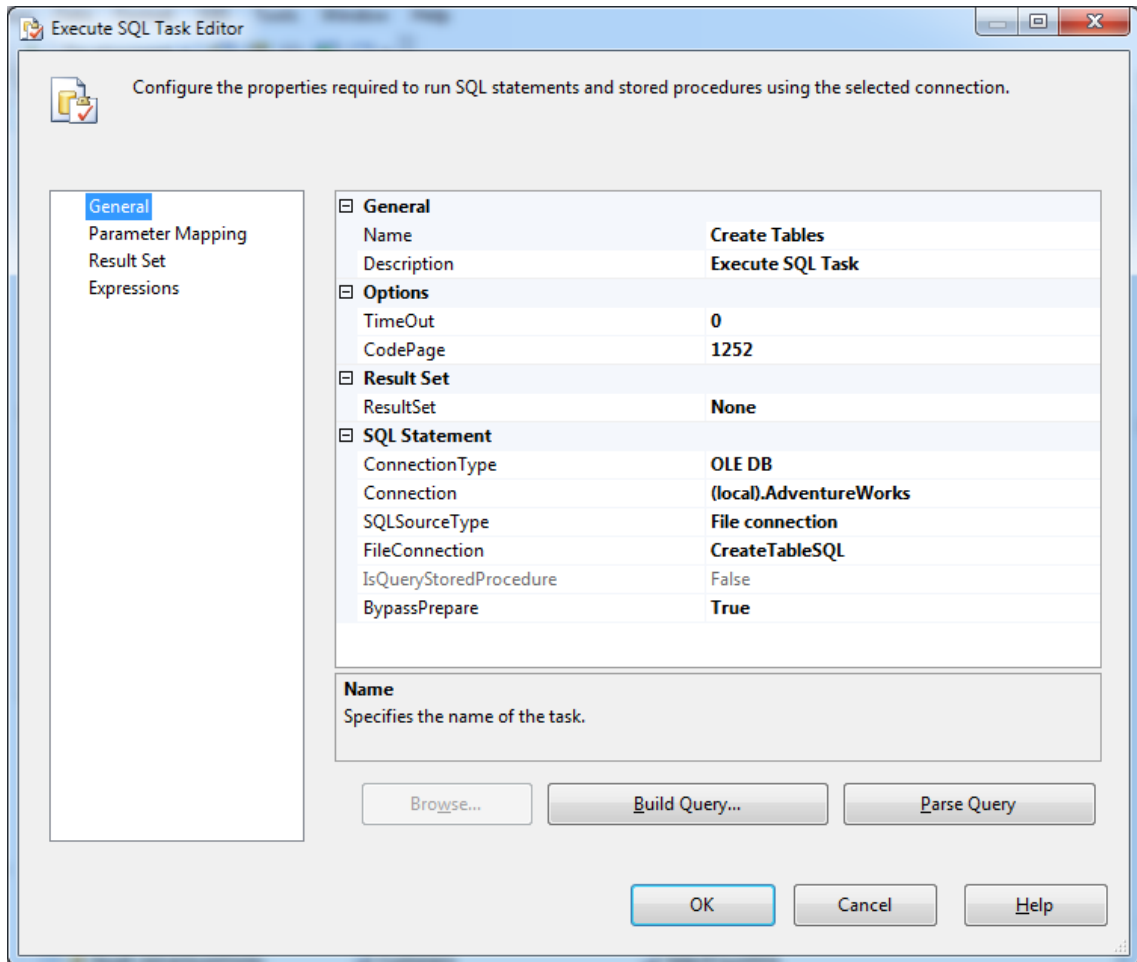 Execute SQL Task Editor
Configure the properties required to run SQL statements and stored procedures using the selected connection.
General
Parameter Mapping
Result Set
Expressions
General
Name Create Tables
Description Execute SQL Task
Options
TimeOut 0
CodePage 1252
Result Set
ResultSet None
SQL Statement
ConnectionType OLE DB
Connection (local).AdventureWorks
SQLSourceType File connection
FileConnection CreateTableSQL
IsQueryStoredProcedure False
BypassPrepare True
Name
Specifies the name of the task.
Browse... Build Query... Parse Query
OK Cancel Help